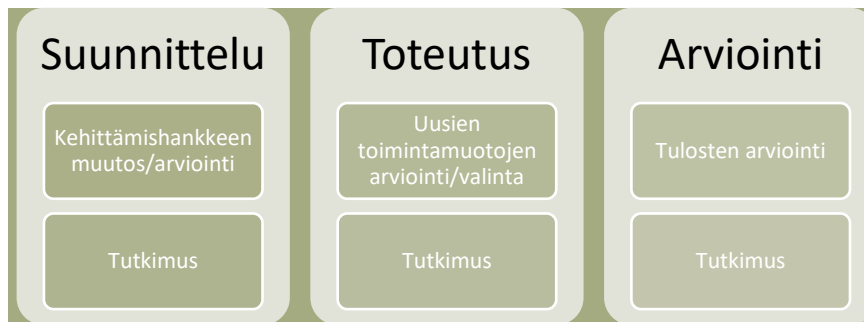 Suunnittelu
Kehittämishankkeen
muutos/arviointi
Tutkimus
Toteutus
Uusien
toimintamuotojen
arviointi/valinta
Tutkimus
Arviointi
Tulosten arviointi
Tutkimus